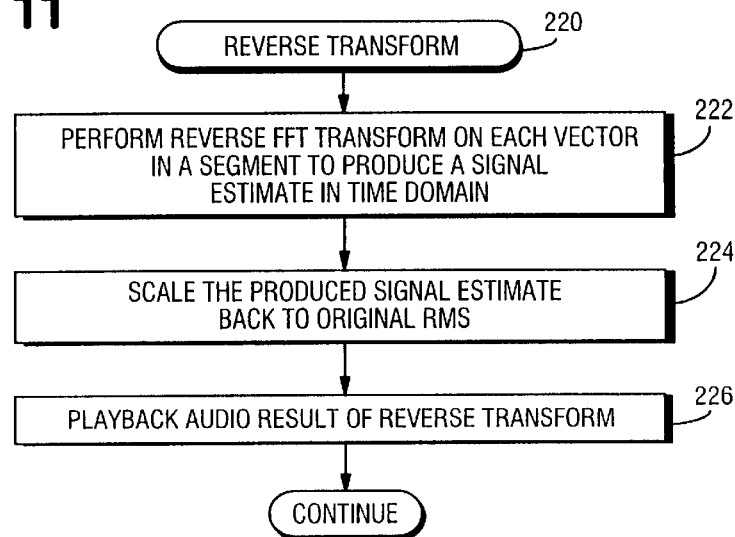 11
REVERSE TRANSFORM
220
PERFORM REVERSE FFT TRANSFORM ON EACH VECTOR
IN A SEGMENT TO PRODUCE A SIGNAL
ESTIMATE IN TIME DOMAIN
222
SCALE THE PRODUCED SIGNAL ESTIMATE
BACK TO ORIGINAL RMS
224
PLAYBACK AUDIO RESULT OF REVERSE TRANSFORM
226
CONTINUE